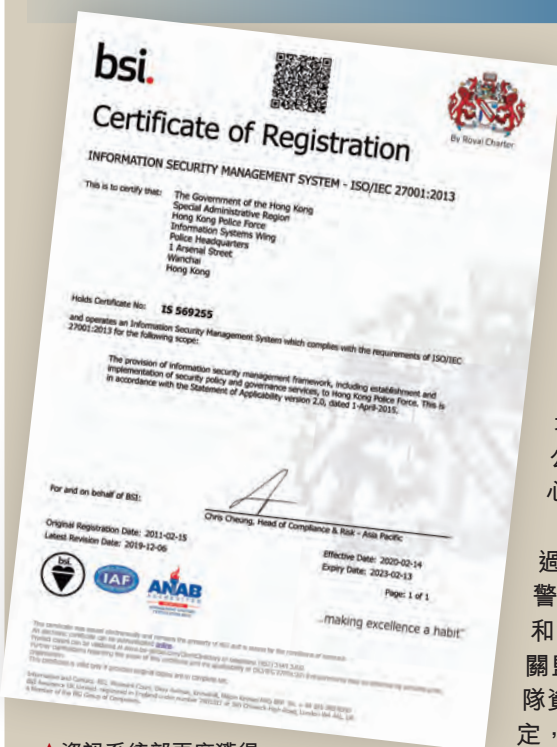 bsi.
By Royal Charter
Certificate of Registration
INFORMATION SECURITY MANAGEMENT SYSTEM - ISO/IEC 27001:2013
This is to certify that:
The Government of the Hong Kong
Special Administrative Region
Hong Kong Police Force
Information Systems Wing
Police Headquarters
1 Arsenal Street
Wanchai
Hong Kong
Holds Certificate No: IS 569255
and operates an Information Security Management System which complies with the requirements of ISO/IEC
27001:2013 for the following scope:
The provision of information security management framework, including establishment and
implementation of security policy and governance services, to Hong Kong Police Force. This is
in accordance with the Statement of Applicability version 2.0, dated 1-April-2015.
For and on behalf of BSI:
Chris Cheung, Head of Compliance & Risk - Asia Pacific
Original Registration Date: 2011-02-15
Latest Revision Date: 2019-12-06
Effective Date: 2020-02-14
Expiry Date: 2023-02-13
Page: 1 of 1
bsi.
IAF
ANAB
ACCREDITED
...making excellence a habit.
心
過
警
和
關
隊資
定，